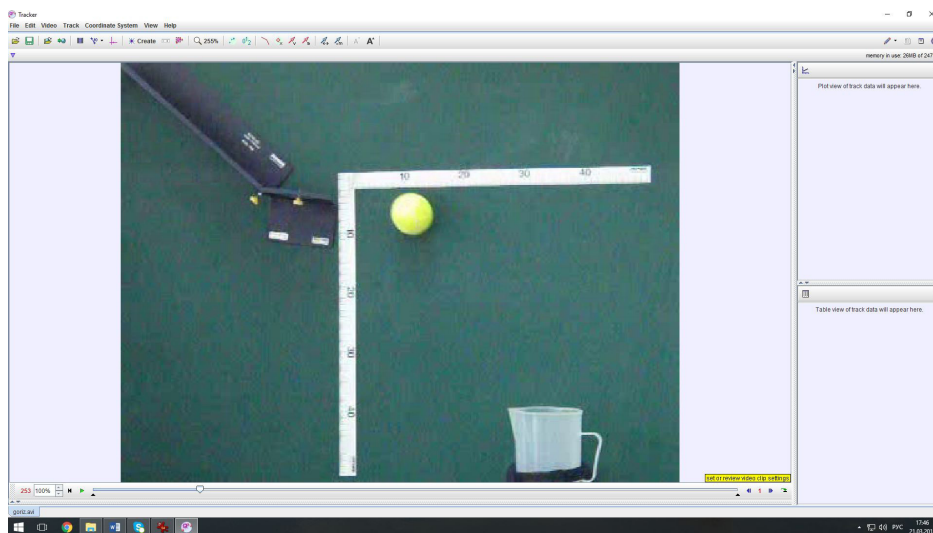 Tracker
File Edit Video Track Coordinate System View Help
Create 255%
memory in use: 26MB of 247
Plot view of track data will appear here.
10 20 30 40
10
20
30
40
Table view of track data will appear here.
set or review video clip settings
253 100% 1
goriz.avi
РУС 17:46